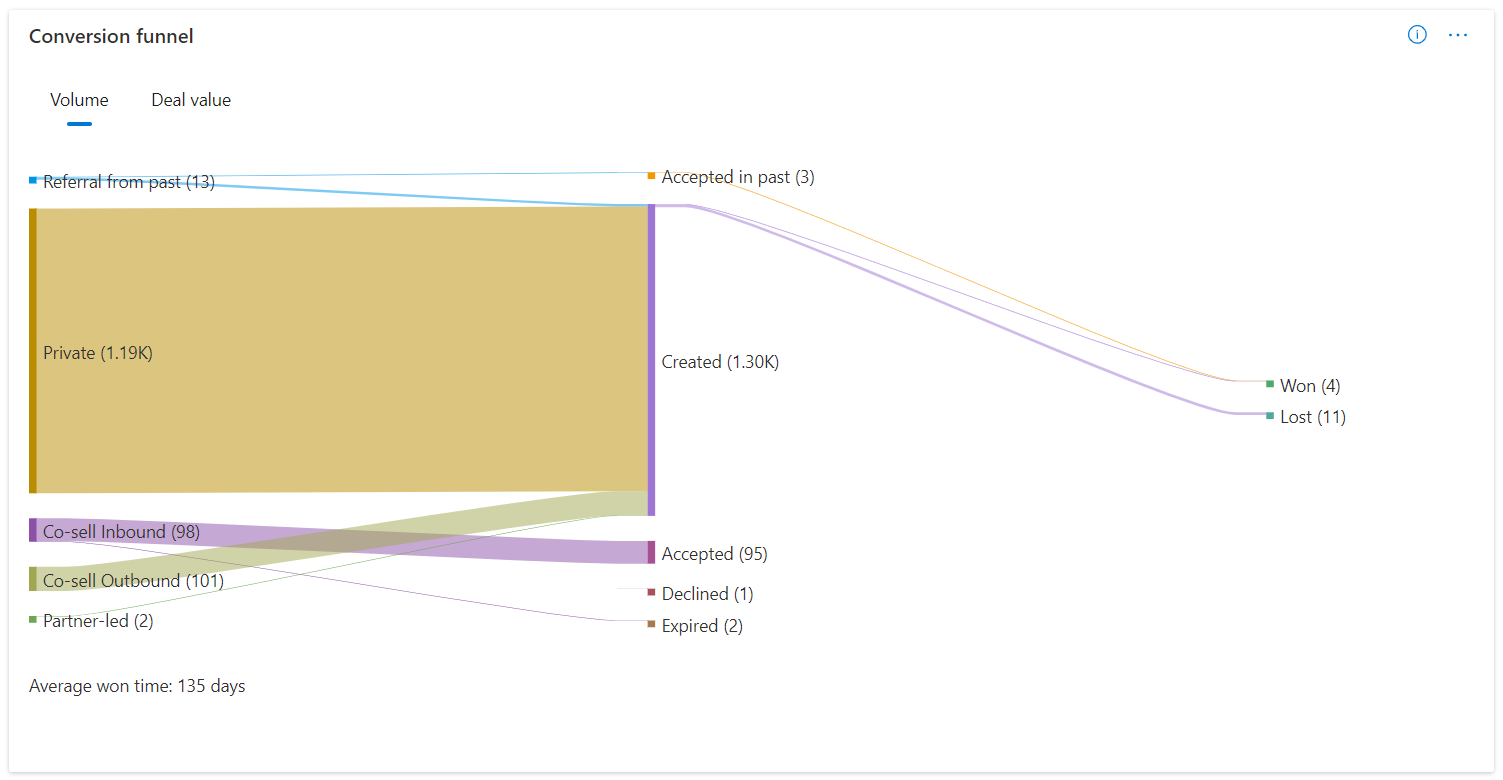 Conversion funnel
Volume
Deal value
Referral from past (13)
Accepted in past (3)
Private (1.19K)
Created (1.30K)
Won (4)
Lost (11)
Co-sell Inbound (98)
Accepted (95)
Co-sell Outbound (101)
Declined (1)
Partner-led (2)
Expired (2)
Average won time: 135 days